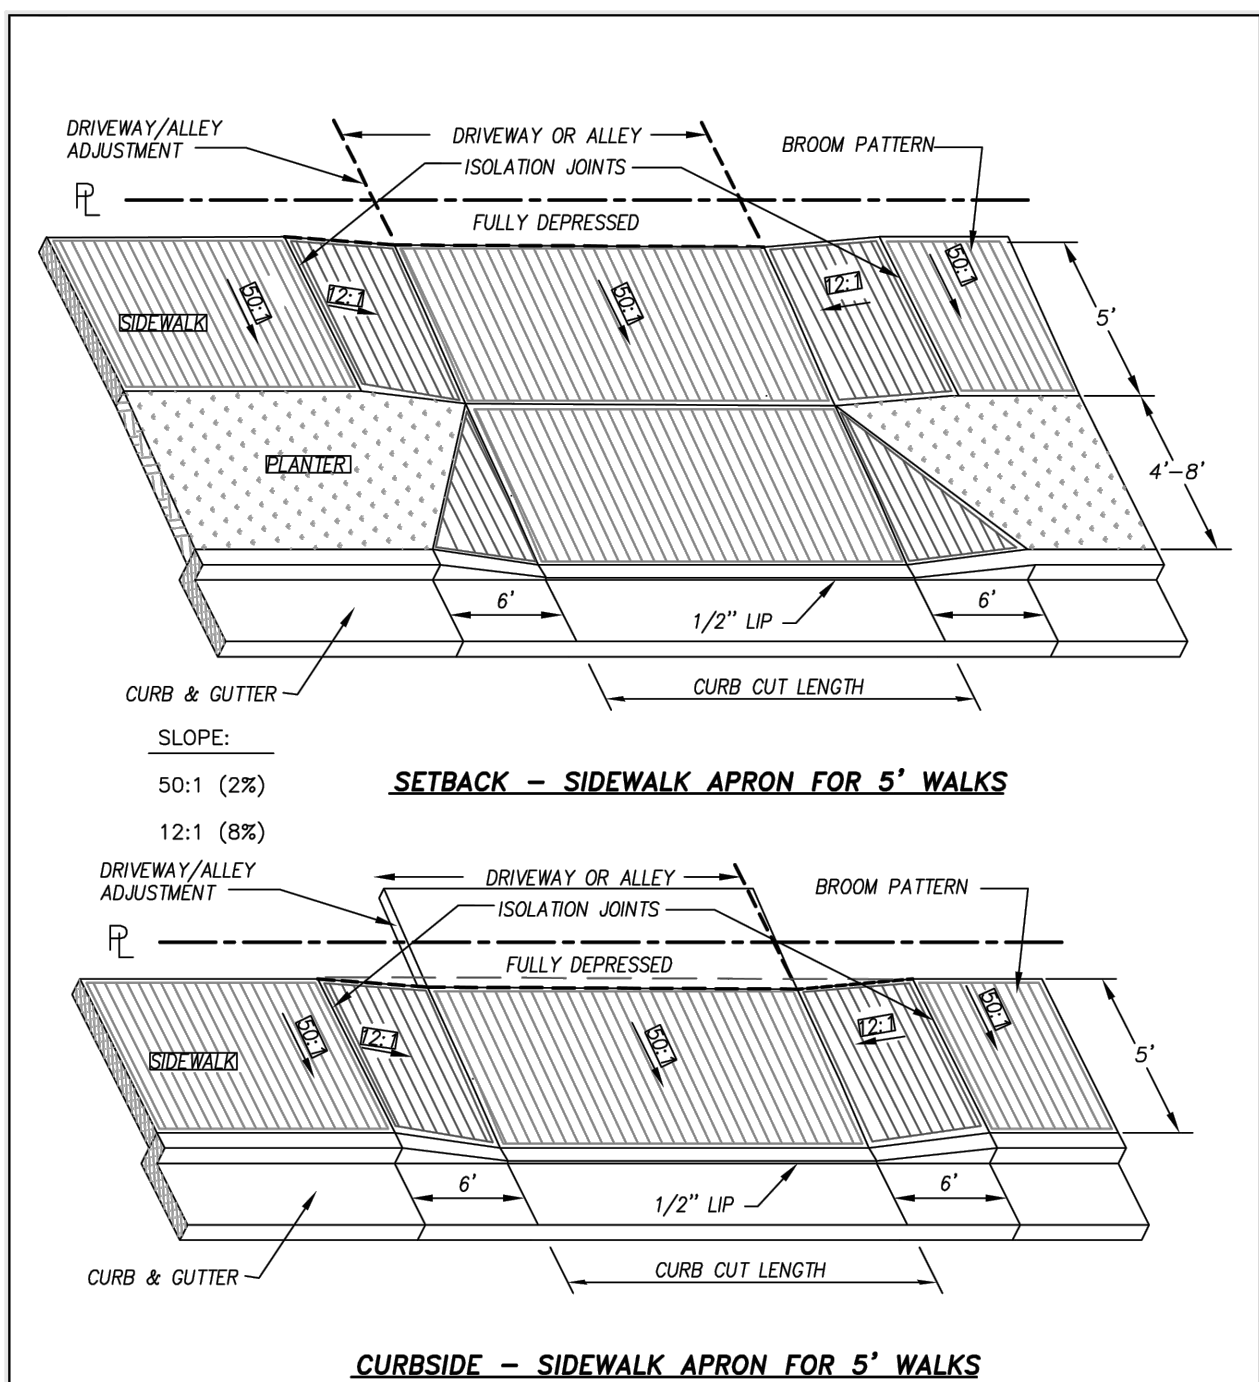 DRIVEWAY/ALLEY
ADJUSTMENT
DRIVEWAY OR ALLEY
ISOLATION JOINTS
BROOM PATTERN
PL
FULLY DEPRESSED
50:1
12:1
50:1
12:1
50:1
SIDEWALK
5'
PLANTER
4'-8'
6'
1/2" LIP
6'
CURB & GUTTER
CURB CUT LENGTH
SLOPE:
50:1 (2%)
12:1 (8%)
SETBACK - SIDEWALK APRON FOR 5' WALKS
DRIVEWAY/ALLEY
ADJUSTMENT
DRIVEWAY OR ALLEY
ISOLATION JOINTS
BROOM PATTERN
PL
FULLY DEPRESSED
50:1
12:1
50:1
12:1
50:1
SIDEWALK
5'
6'
1/2" LIP
6'
CURB & GUTTER
CURB CUT LENGTH
CURBSIDE - SIDEWALK APRON FOR 5' WALKS